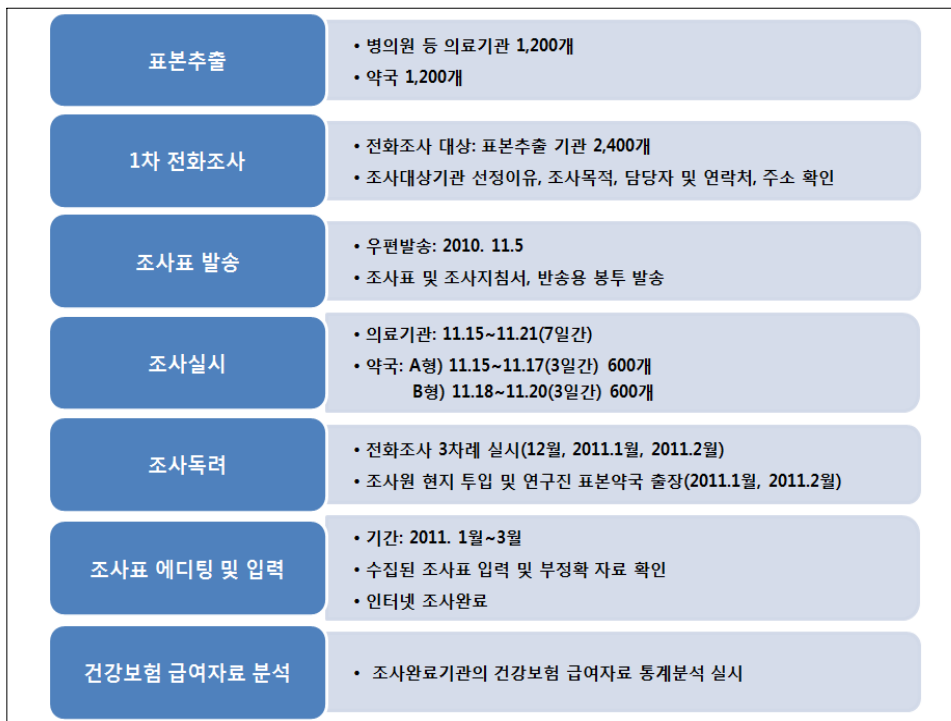 표본추출
• 병의원 등 의료기관 1,200개
• 약국 1,200개
1차 전화조사
• 전화조사 대상: 표본추출 기관 2,400개
• 조사대상기관 선정이유, 조사목적, 담당자 및 연락처, 주소 확인
조사표 발송
• 우편발송: 2010. 11.5
• 조사표 및 조사지침서, 반송용 봉투 발송
조사실시
• 의료기관: 11.15~11.21(7일간)
• 약국: A형) 11.15~11.17(3일간) 600개
B형) 11.18~11.20(3일간) 600개
조사독려
• 전화조사 3차례 실시(12월, 2011.1월, 2011.2월)
• 조사원 현지 투입 및 연구진 표본약국 출장(2011.1월, 2011.2월)
조사표 에디팅 및 입력
• 기간: 2011. 1월~3월
• 수집된 조사표 입력 및 부정확 자료 확인
• 인터넷 조사완료
건강보험 급여자료 분석
• 조사완료기관의 건강보험 급여자료 통계분석 실시